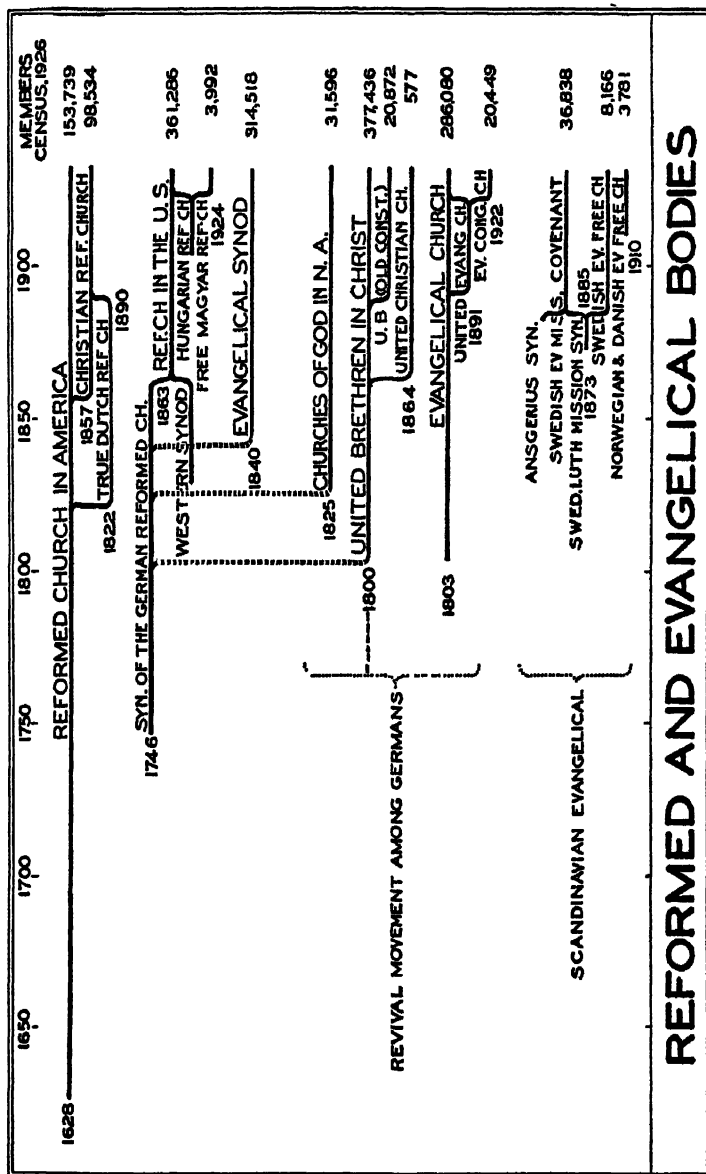 MEMBERS
CENSUS, 1926
1650 1700 1750 1800 1850 1900
1628
REFORMED CHURCH IN AMERICA
153,739
1857 CHRISTIAN REF. CHURCH
98,534
TRUE DUTCH REF CH
1822
1890
1746
SYN. OF THE GERMAN REFORMED CH.
1863
REF. CH IN THE U. S.
361,286
WESTERN SYNOD
HUNGARIAN REF CH
FREE MAGYAR REF-CH
3,992
1924
EVANGELICAL SYNOD
314,518
1840
CHURCHES OF GOD IN N. A.
31,596
1825
UNITED BRETHREN IN CHRIST
377,436
1800
U. B (OLD CONST.)
20,872
UNITED CHRISTIAN CH.
577
1864
REVIVAL MOVEMENT AMONG GERMANS
EVANGELICAL CHURCH
286,080
1803
UNITED EVANG CH.
1891
EV. CONG. CH
20,449
1922
SCANDINAVIAN EVANGELICAL
ANSGERIUS SYN.
SWEDISH EV MISS. COVENANT
36,838
SWED. LUTH MISSION SYN. 1885
1873
SWEDISH EV. FREE CH
8,166
NORWEGIAN & DANISH EV FREE CH
3781
1910
REFORMED AND EVANGELICAL BODIES